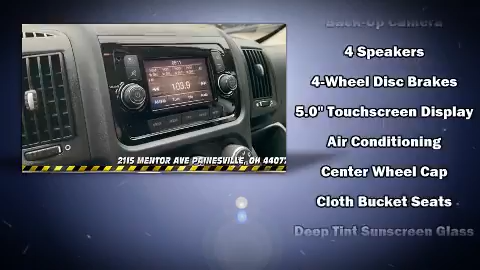 Back-Up Camera
4 Speakers
4-Wheel Disc Brakes
5.0" Touchscreen Display
Air Conditioning
Center Wheel Cap
Cloth Bucket Seats
Deep Tint Sunscreen Glass
103.9
2115 MENTOR AVE PAINESVILLE, OH 44077